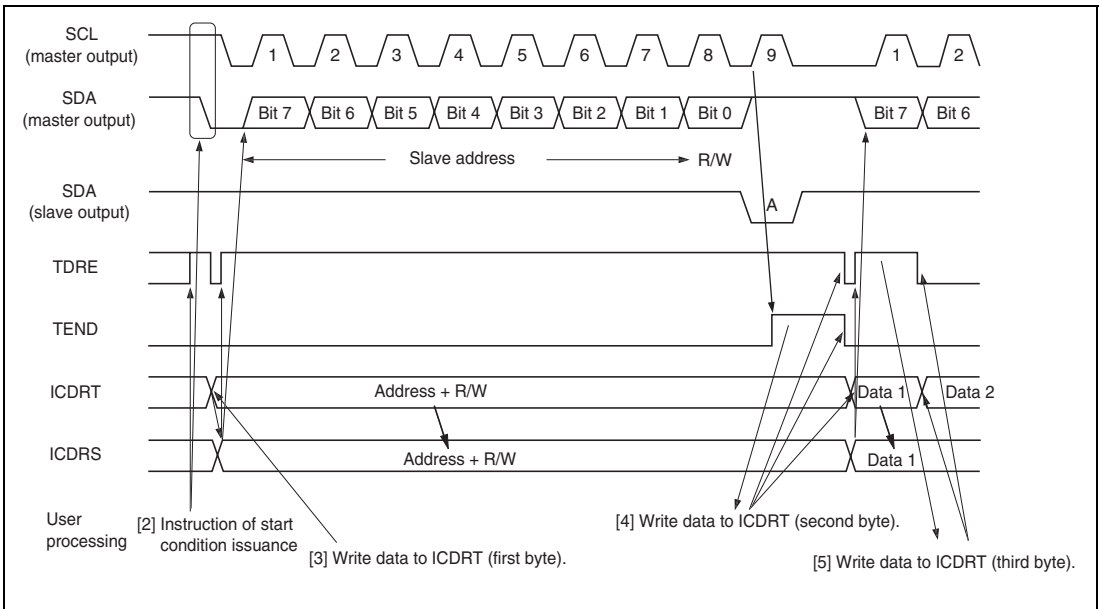 SCL
(master output)
1 2 3 4 5 6 7 8 9 1 2
SDA
(master output)
Bit 7 Bit 6 Bit 5 Bit 4 Bit 3 Bit 2 Bit 1 Bit 0 Bit 7 Bit 6
Slave address R/W
SDA
(slave output)
A
TDRE
TEND
ICDRT
Address + R/W Data 1 Data 2
ICDRS
Address + R/W Data 1
User
processing
[2] Instruction of start
condition issuance
[3] Write data to ICDRT (first byte).
[4] Write data to ICDRT (second byte).
[5] Write data to ICDRT (third byte).